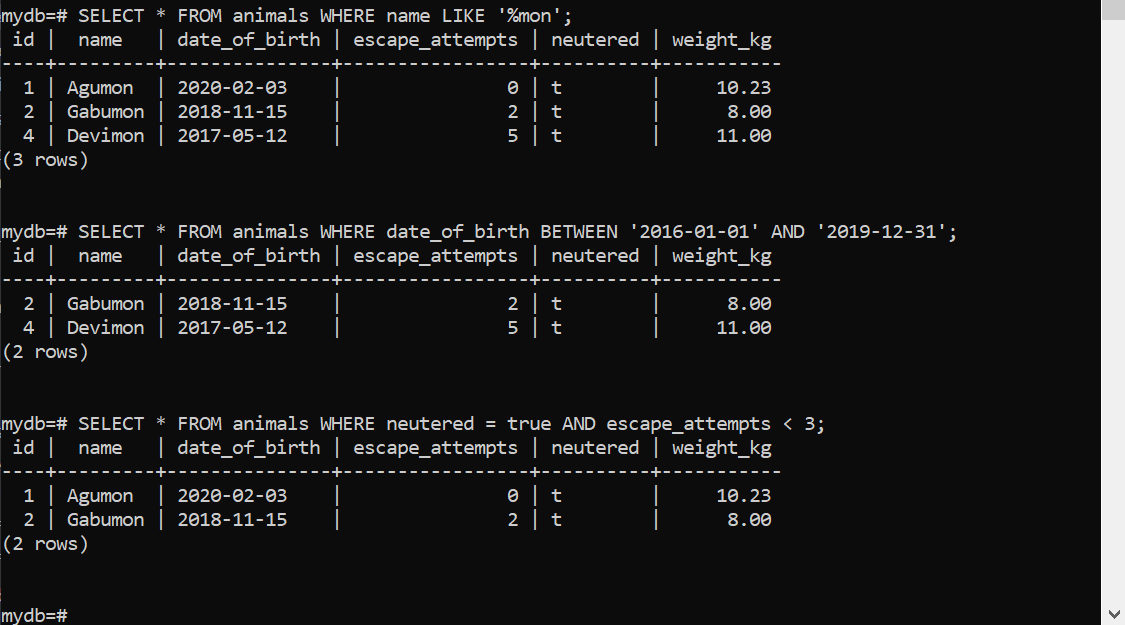 mydb=# SELECT * FROM animals WHERE name LIKE '%mon';
 id |  name   | date_of_birth | escape_attempts | neutered | weight_kg
----+---------+---------------+-----------------+----------+-----------
  1 | Agumon  | 2020-02-03    |               0 | t        |     10.23
  2 | Gabumon | 2018-11-15    |               2 | t        |      8.00
  4 | Devimon | 2017-05-12    |               5 | t        |     11.00
(3 rows)
mydb=# SELECT * FROM animals WHERE date_of_birth BETWEEN '2016-01-01' AND '2019-12-31';
 id |  name   | date_of_birth | escape_attempts | neutered | weight_kg
----+---------+---------------+-----------------+----------+-----------
  2 | Gabumon | 2018-11-15    |               2 | t        |      8.00
  4 | Devimon | 2017-05-12    |               5 | t        |     11.00
(2 rows)
mydb=# SELECT * FROM animals WHERE neutered = true AND escape_attempts < 3;
 id |  name   | date_of_birth | escape_attempts | neutered | weight_kg
----+---------+---------------+-----------------+----------+-----------
  1 | Agumon  | 2020-02-03    |               0 | t        |     10.23
  2 | Gabumon | 2018-11-15    |               2 | t        |      8.00
(2 rows)
mydb=#